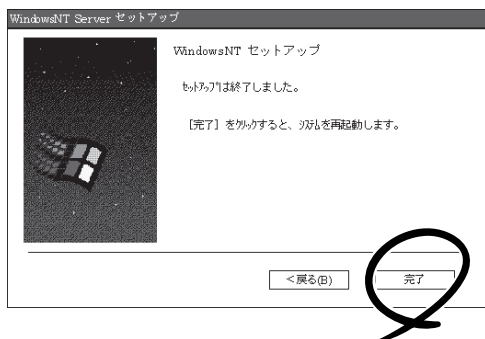 WindowsNT Server セットアップ
WindowsNT セットアップ
ｾｯﾄｱｯﾌﾟは終了しました。
［完了］をｸﾘｯｸすると、ｼｽﾃﾑを再起動します。
<戻る(B)
完了